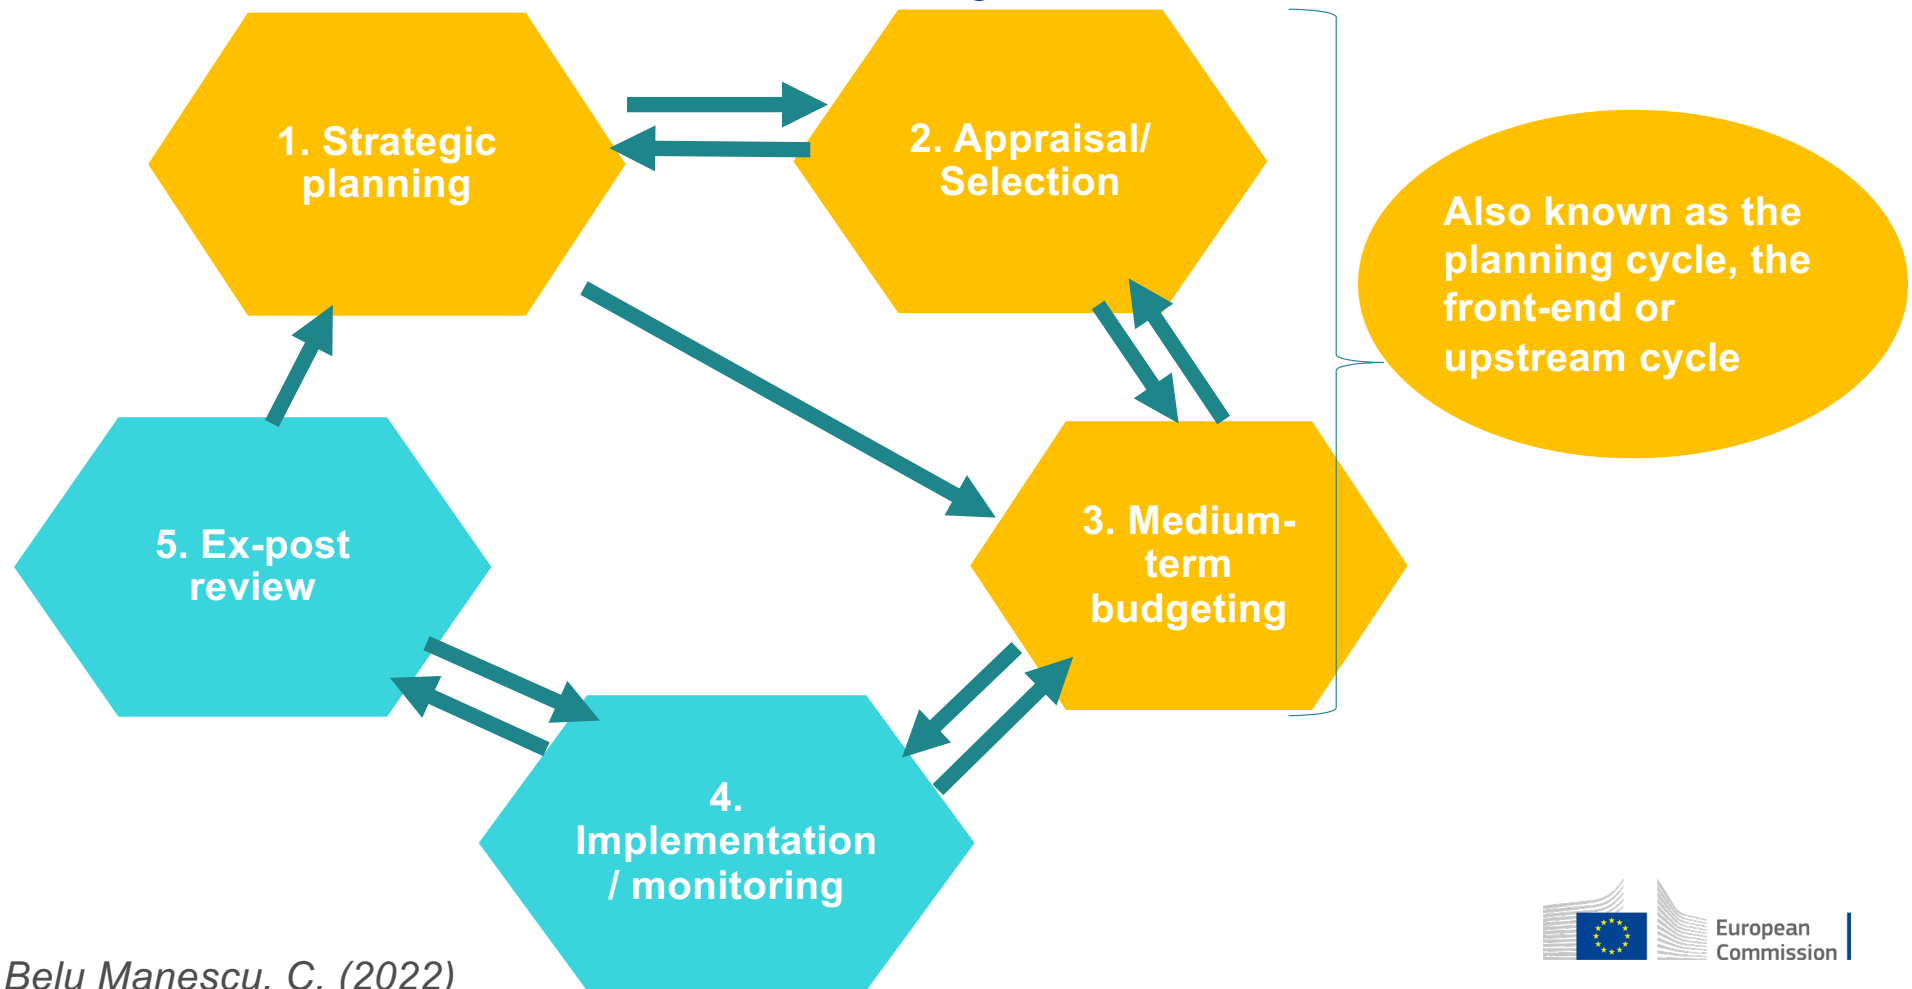 1. Strategic
planning
2. Appraisal/
Selection
Also known as the
planning cycle, the
front-end or
upstream cycle
3. Medium-
term
budgeting
5. Ex-post
review
4.
Implementation
/ monitoring
European
Commission
Belu Manescu, C. (2022)